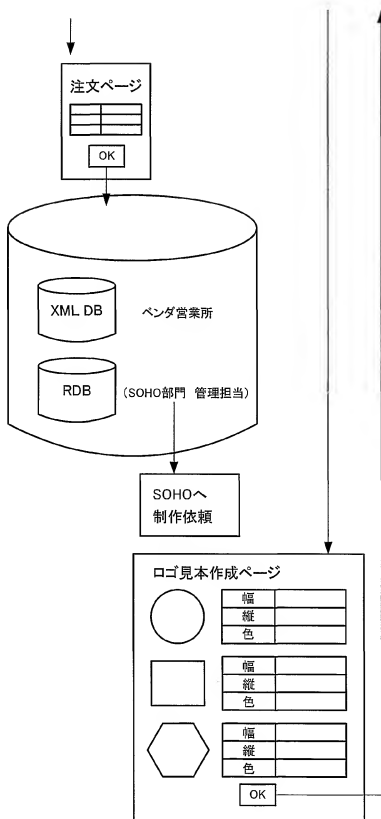 注文ページ
OK
XML DB
ベンダ営業所
RDB
(SOHO部門 管理担当)
SOHOへ
制作依頼
ロゴ見本作成ページ
幅
縦
色
幅
縦
色
幅
縦
色
OK